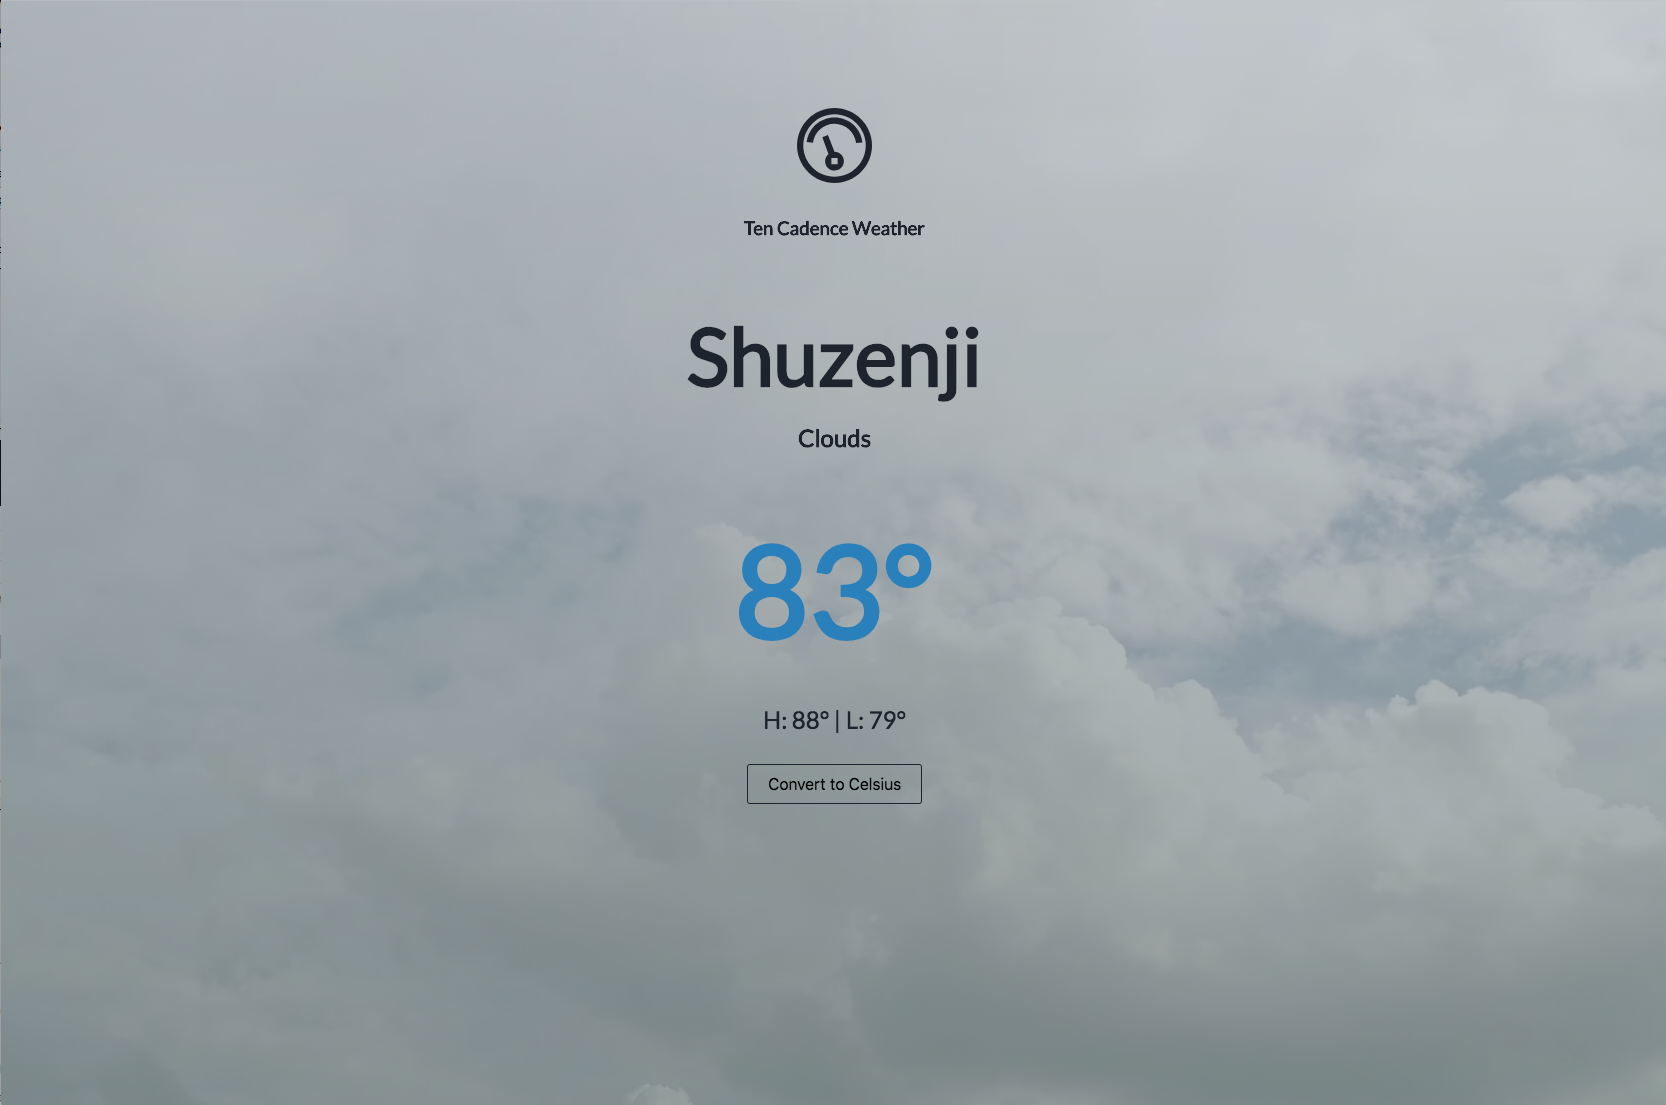 Ten Cadence Weather
Shuzenji
Clouds
83°
H: 88° | L: 79°
Convert to Celsius